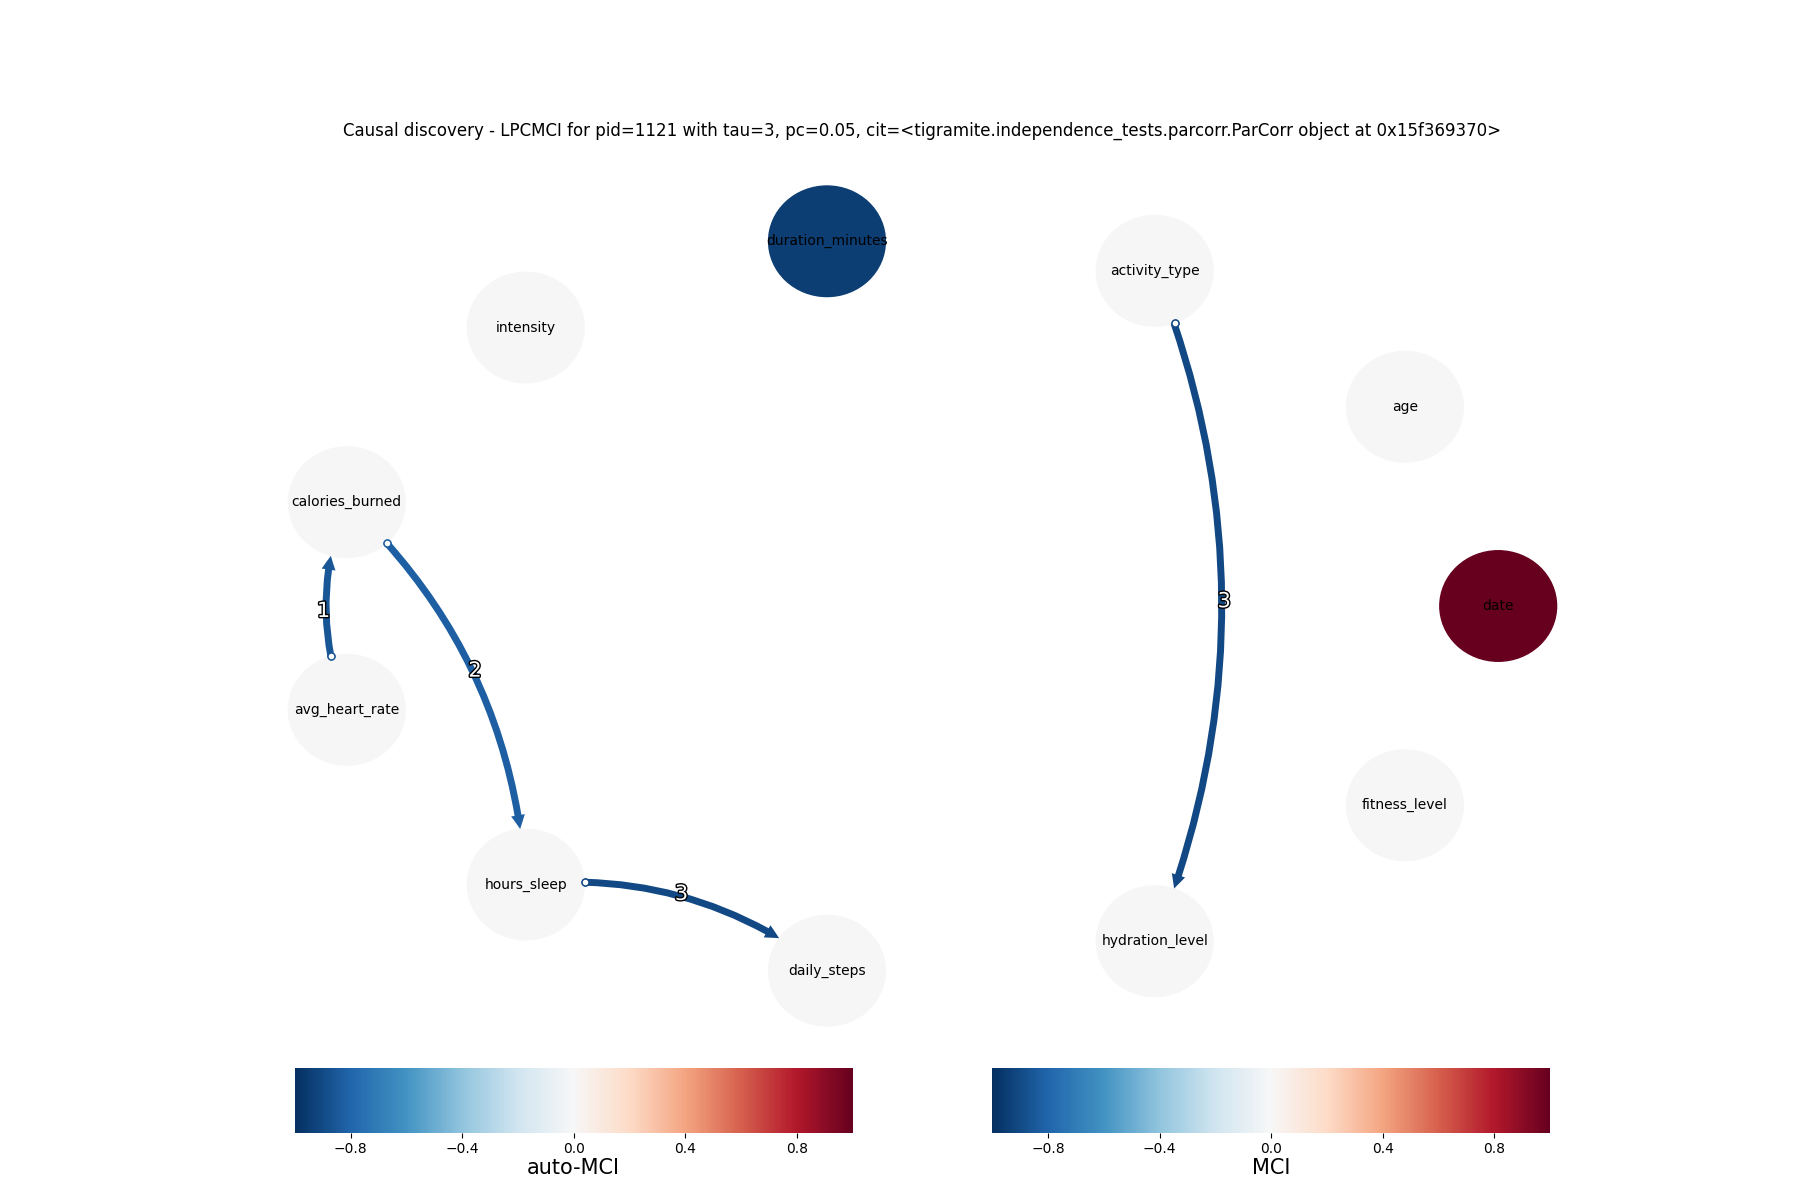 Causal discovery - LPCMCI for pid=1121 with tau=3, pc=0.05, cit=<tigramite.independence_tests.parcorr.ParCorr object at 0x15f369370>
duration_minutes
activity_type
intensity
age
calories_burned
3
date
1
2
avg_heart_rate
fitness_level
hours_sleep
3
hydration_level
daily_steps
−0.8 −0.4 0.0 0.4 0.8
auto-MCI
−0.8 −0.4 0.0 0.4 0.8
MCI